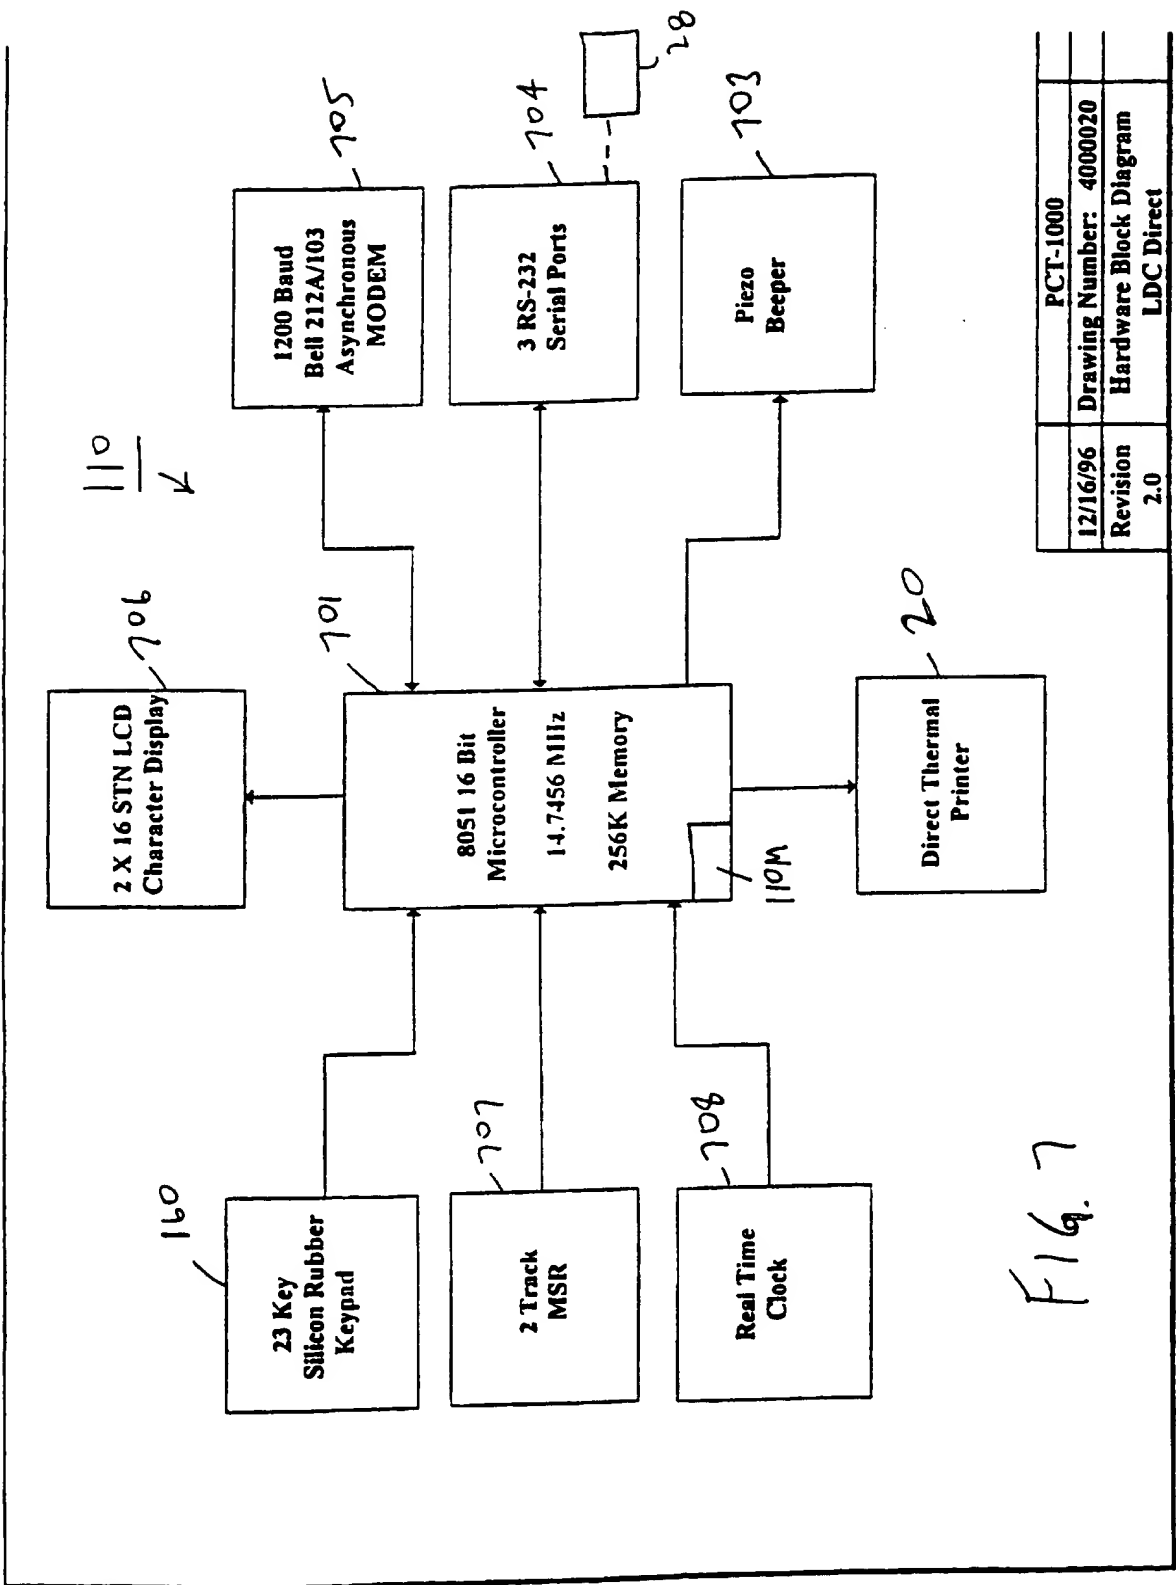 2 X 16 STN LCD
Character Display
706
110
160
23 Key
Silicon Rubber
Keypad
1200 Baud
Bell 212A/103
Asynchronous
MODEM
705
701
707
2 Track
MSR
8051 16 Bit
Microcontroller
14.7456 MHz
256K Memory
110M
3 RS-232
Serial Ports
704
28
708
Real Time
Clock
Piezo
Beeper
703
Direct Thermal
Printer
20
FIG. 7
PCT-1000
12/16/96 Drawing Number: 4000020
Revision Hardware Block Diagram
2.0 LDC Direct